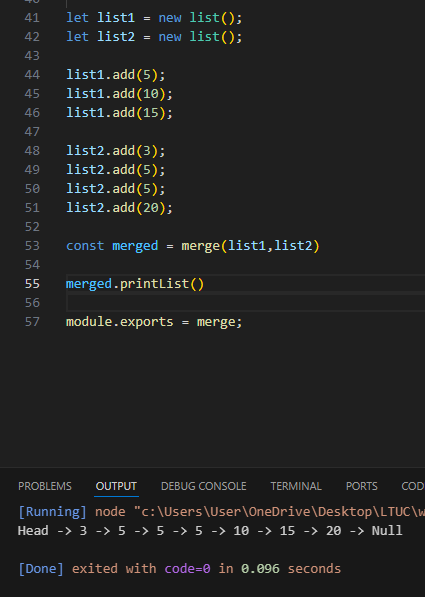 41 let list1 = new list();
42 let list2 = new list();
43
44 list1.add(5);
45 list1.add(10);
46 list1.add(15);
47
48 list2.add(3);
49 list2.add(5);
50 list2.add(5);
51 list2.add(20);
52
53 const merged = merge(list1,list2)
54
55 merged.printList()
56
57 module.exports = merge;
PROBLEMS OUTPUT DEBUG CONSOLE TERMINAL PORTS COD
[Running] node "c:\Users\User\OneDrive\Desktop\LTUC\w
Head -> 3 -> 5 -> 5 -> 5 -> 10 -> 15 -> 20 -> Null
[Done] exited with code=0 in 0.096 seconds